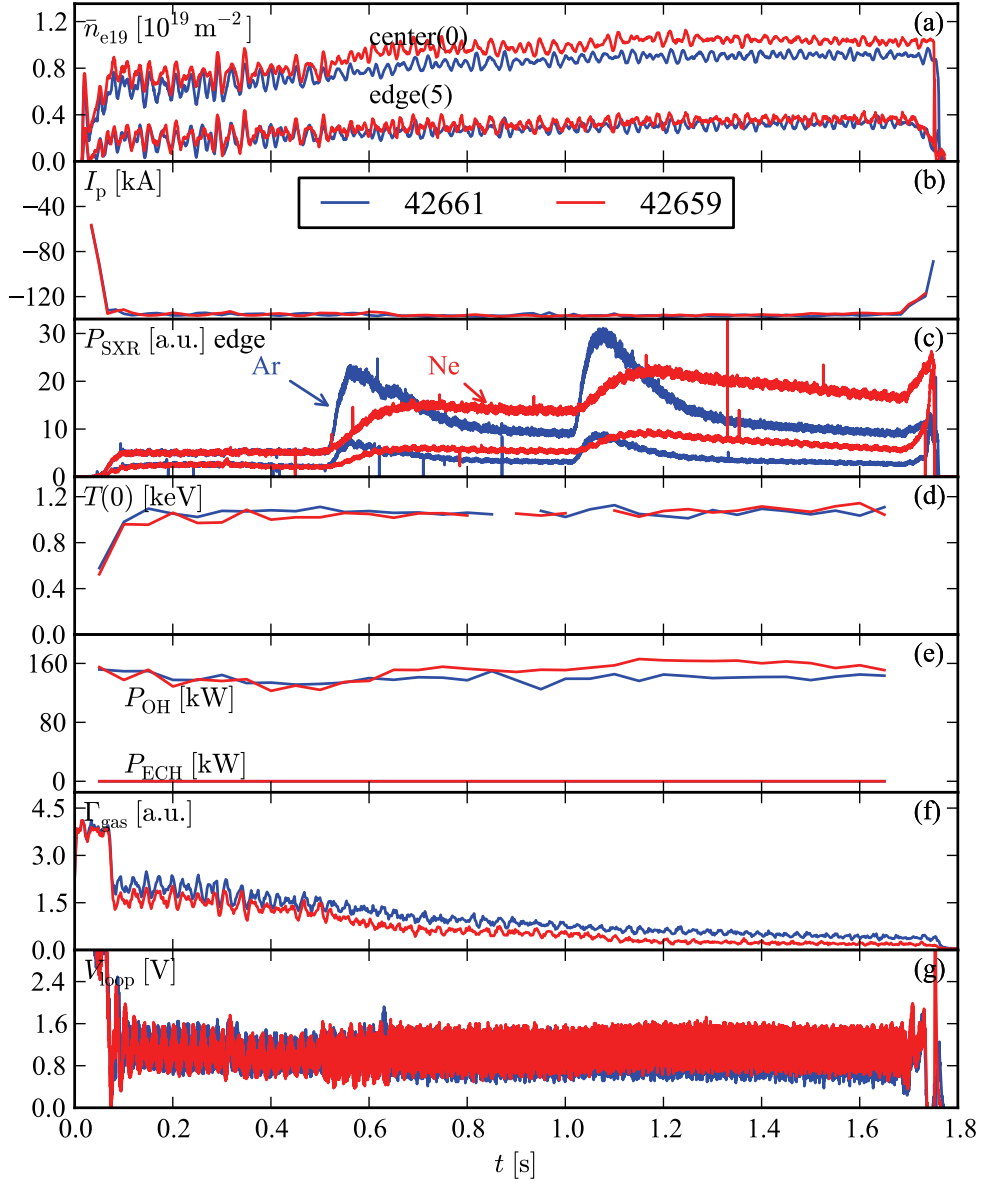 n̄e19 [10^19 m^-2]
(a)
center(0)
edge(5)
1.2
0.8
0.4
0.0
Ip [kA]
(b)
42661 42659
−40
−80
−120
PSXR [a.u.] edge
(c)
Ar
Ne
30
20
10
0
T(0) [keV]
(d)
1.2
0.8
0.4
0.0
(e)
POH [kW]
PECH [kW]
160
80
0
Γgas [a.u.]
(f)
4.5
3.0
1.5
0.0
Vloop [V]
(g)
2.4
1.6
0.8
0.0
0.0 0.2 0.4 0.6 0.8 1.0 1.2 1.4 1.6 1.8
t [s]